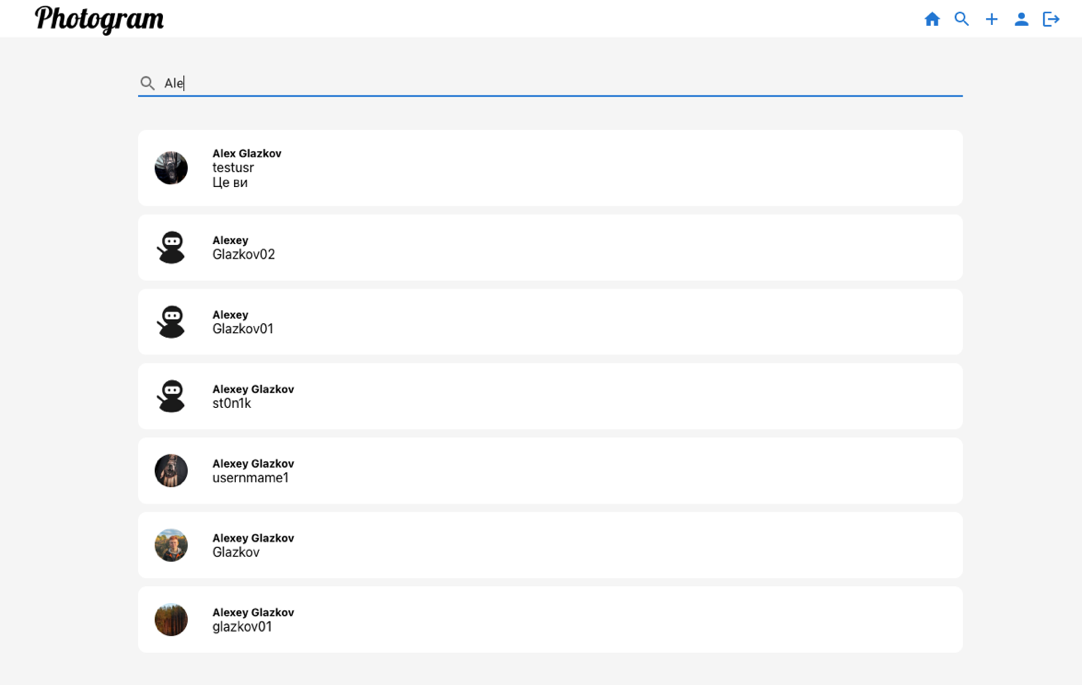 Photogram
Ale
Alex Glazkov
testusr
Це ви
Alexey
Glazkov02
Alexey
Glazkov01
Alexey Glazkov
st0n1k
Alexey Glazkov
usernmame1
Alexey Glazkov
Glazkov
Alexey Glazkov
glazkov01